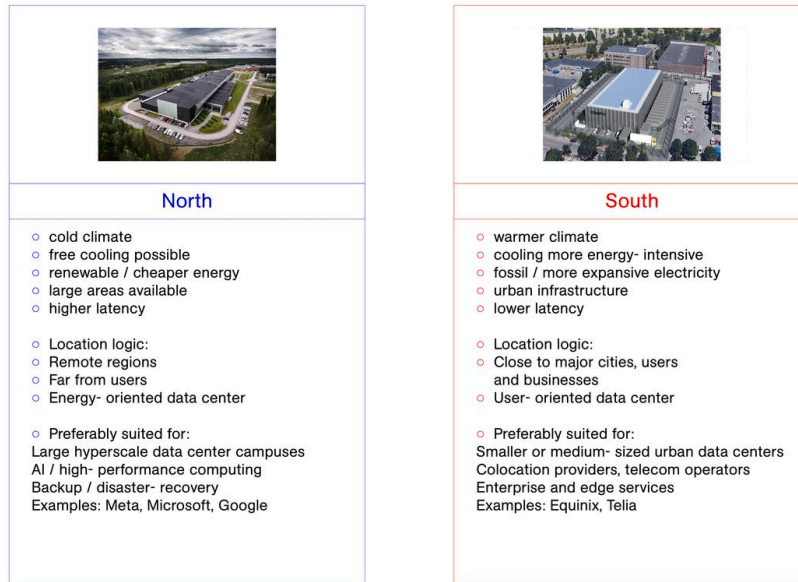 North
cold climate
free cooling possible
renewable / cheaper energy
large areas available
higher latency
Location logic:
Remote regions
Far from users
Energy- oriented data center
Preferably suited for:
Large hyperscale data center campuses
AI / high- performance computing
Backup / disaster- recovery
Examples: Meta, Microsoft, Google
South
warmer climate
cooling more energy- intensive
fossil / more expansive electricity
urban infrastructure
lower latency
Location logic:
Close to major cities, users
and businesses
User- oriented data center
Preferably suited for:
Smaller or medium- sized urban data centers
Colocation providers, telecom operators
Enterprise and edge services
Examples: Equinix, Telia